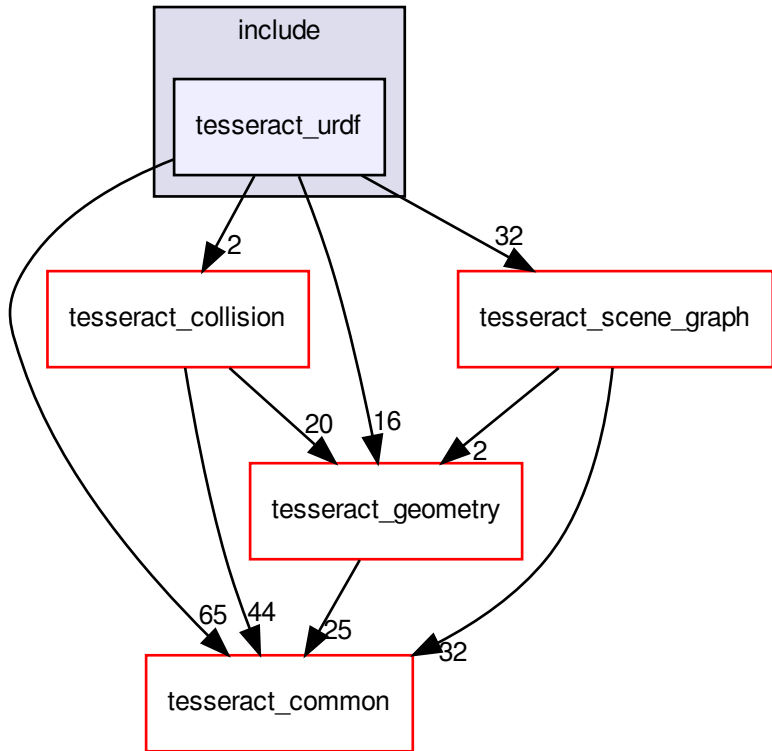 include
tesseract_urdf
32
2
tesseract_collision
tesseract_scene_graph
20
16
2
tesseract_geometry
65
44
25
32
tesseract_common